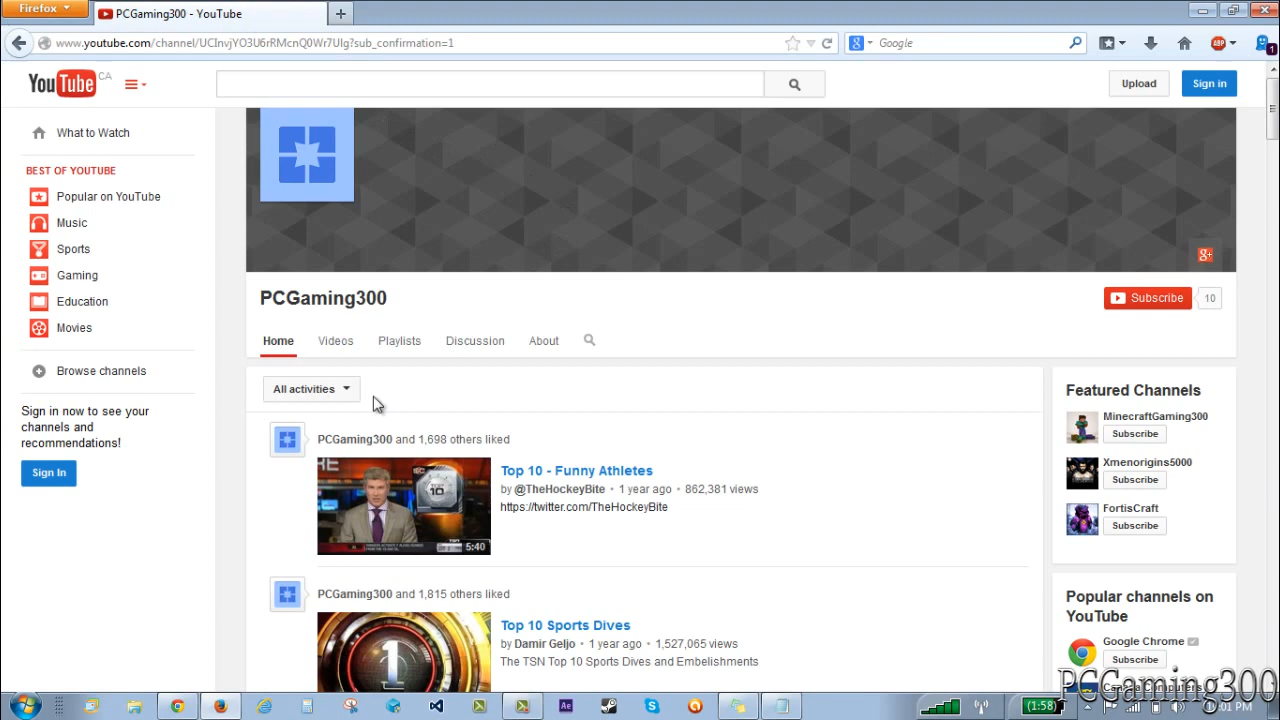 Firefox
PCGaming300 - YouTube
www.youtube.com/channel/UCInvjYO3U6rRMcnQ0Wr7UIg?sub_confirmation=1
Google
ABP
1
YouTube CA
Upload
Sign in
What to Watch
BEST OF YOUTUBE
Popular on YouTube
Music
Sports
Gaming
Education
Movies
Browse channels
Sign in now to see your
channels and
recommendations!
Sign In
PCGaming300
Subscribe
10
Home
Videos
Playlists
Discussion
About
All activities
PCGaming300 and 1,698 others liked
Top 10 - Funny Athletes
by @TheHockeyBite • 1 year ago • 862,381 views
https://twitter.com/TheHockeyBite
5:40
PCGaming300 and 1,815 others liked
Top 10 Sports Dives
by Damir Geljo • 1 year ago • 1,527,065 views
The TSN Top 10 Sports Dives and Embelishments
Featured Channels
MinecraftGaming300
Subscribe
Xmenorigins5000
Subscribe
FortisCraft
Subscribe
Popular channels on
YouTube
Google Chrome
Subscribe
Canada Computers
PCGaming300
Ae
(1:58)